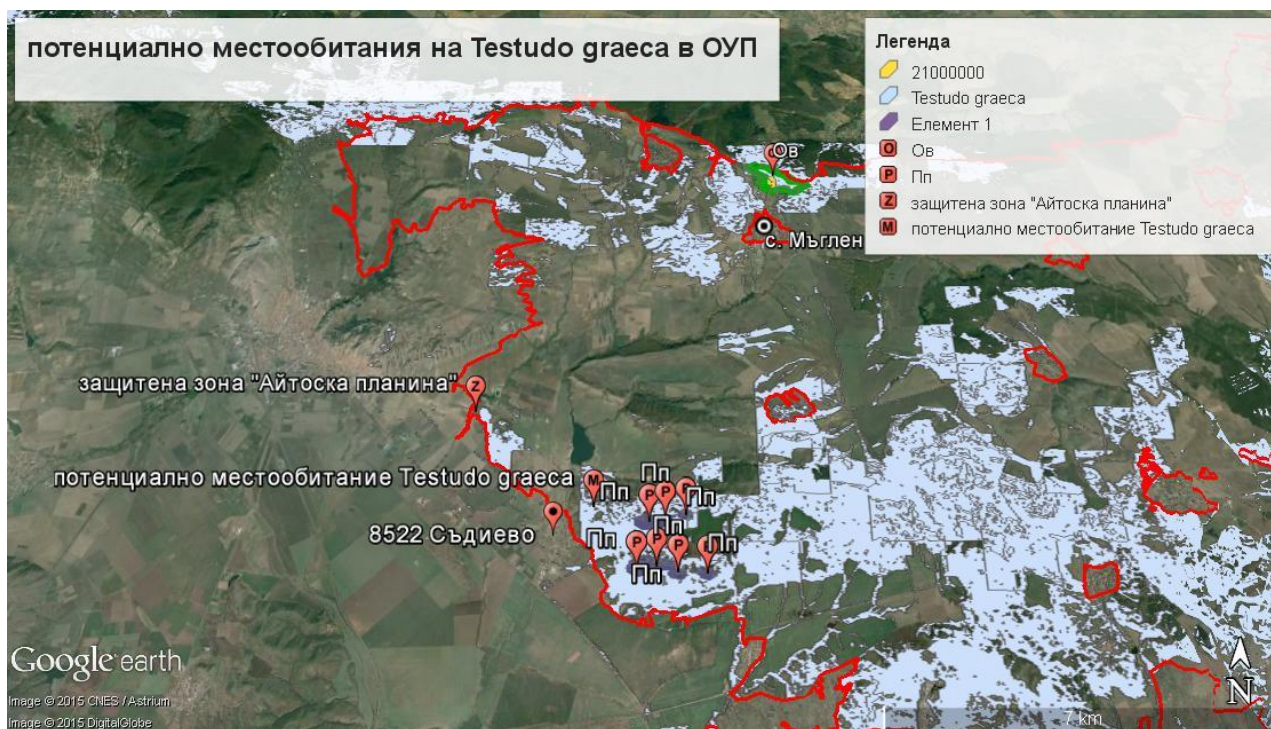 потенциално местообитания на Testudo graeca в ОУП
Легенда
21000000
Testudo graeca
Елемент 1
O Ов
P Пп
Z защитена зона "Айтоска планина"
M потенциално местообитание Testudo graeca
Ов
с. Мъглен
защитена зона "Айтоска планина"
Z
потенциално местообитание Testudo graeca
M
Пп
Пп
P
P
Пп
8522 Съдиево
Пп
P
P
Пп
P
Пп
Пп
Google earth
Image © 2015 CNES / Astrium
Image © 2015 DigitalGlobe
N
7 km